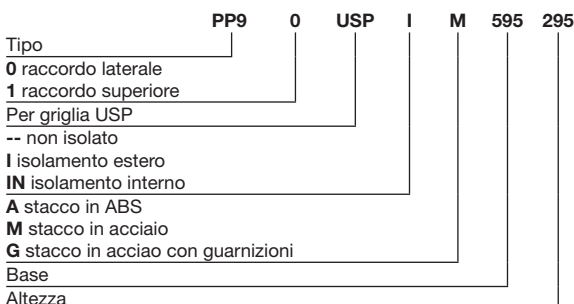 PP9 0 USP I M 595 295
Tipo
0 raccordo laterale
1 raccordo superiore
Per griglia USP
-- non isolato
I isolamento estero
IN isolamento interno
A stacco in ABS
M stacco in acciaio
G stacco in acciao con guarnizioni
Base
Altezza